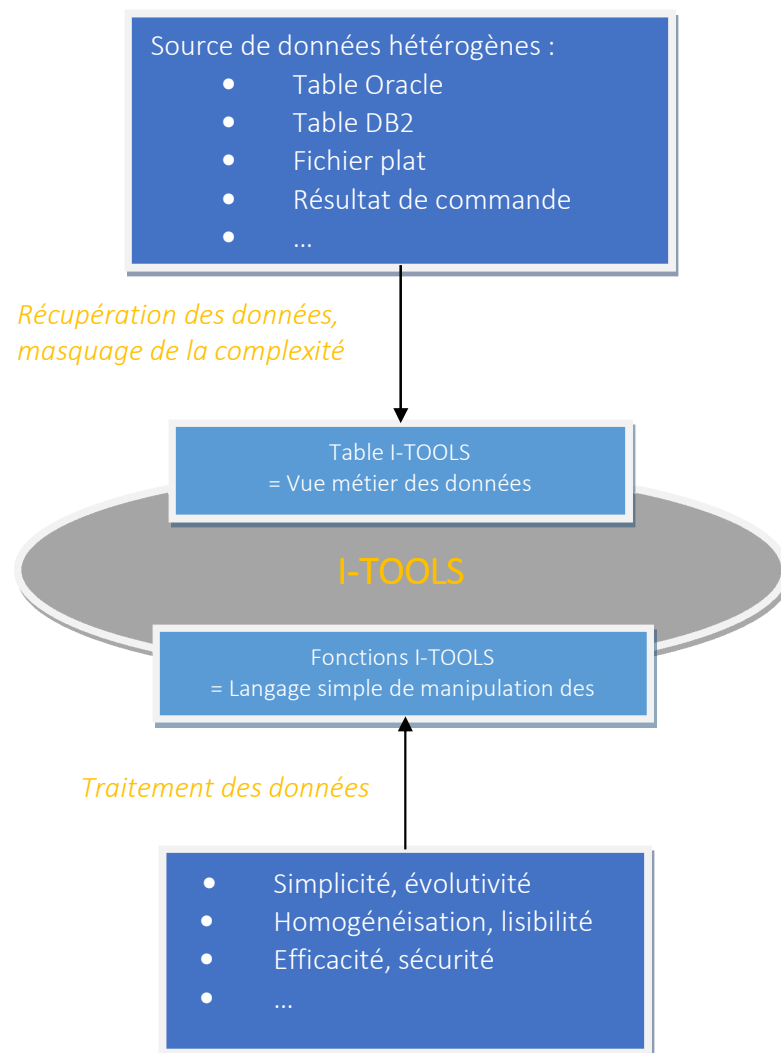 Source de données hétérogènes :
• Table Oracle
• Table DB2
• Fichier plat
• Résultat de commande
• ...
Récupération des données,
masquage de la complexité
Table I-TOOLS
= Vue métier des données
I-TOOLS
Fonctions I-TOOLS
= Langage simple de manipulation des
Traitement des données
• Simplicité, évolutivité
• Homogénéisation, lisibilité
• Efficacité, sécurité
• ...